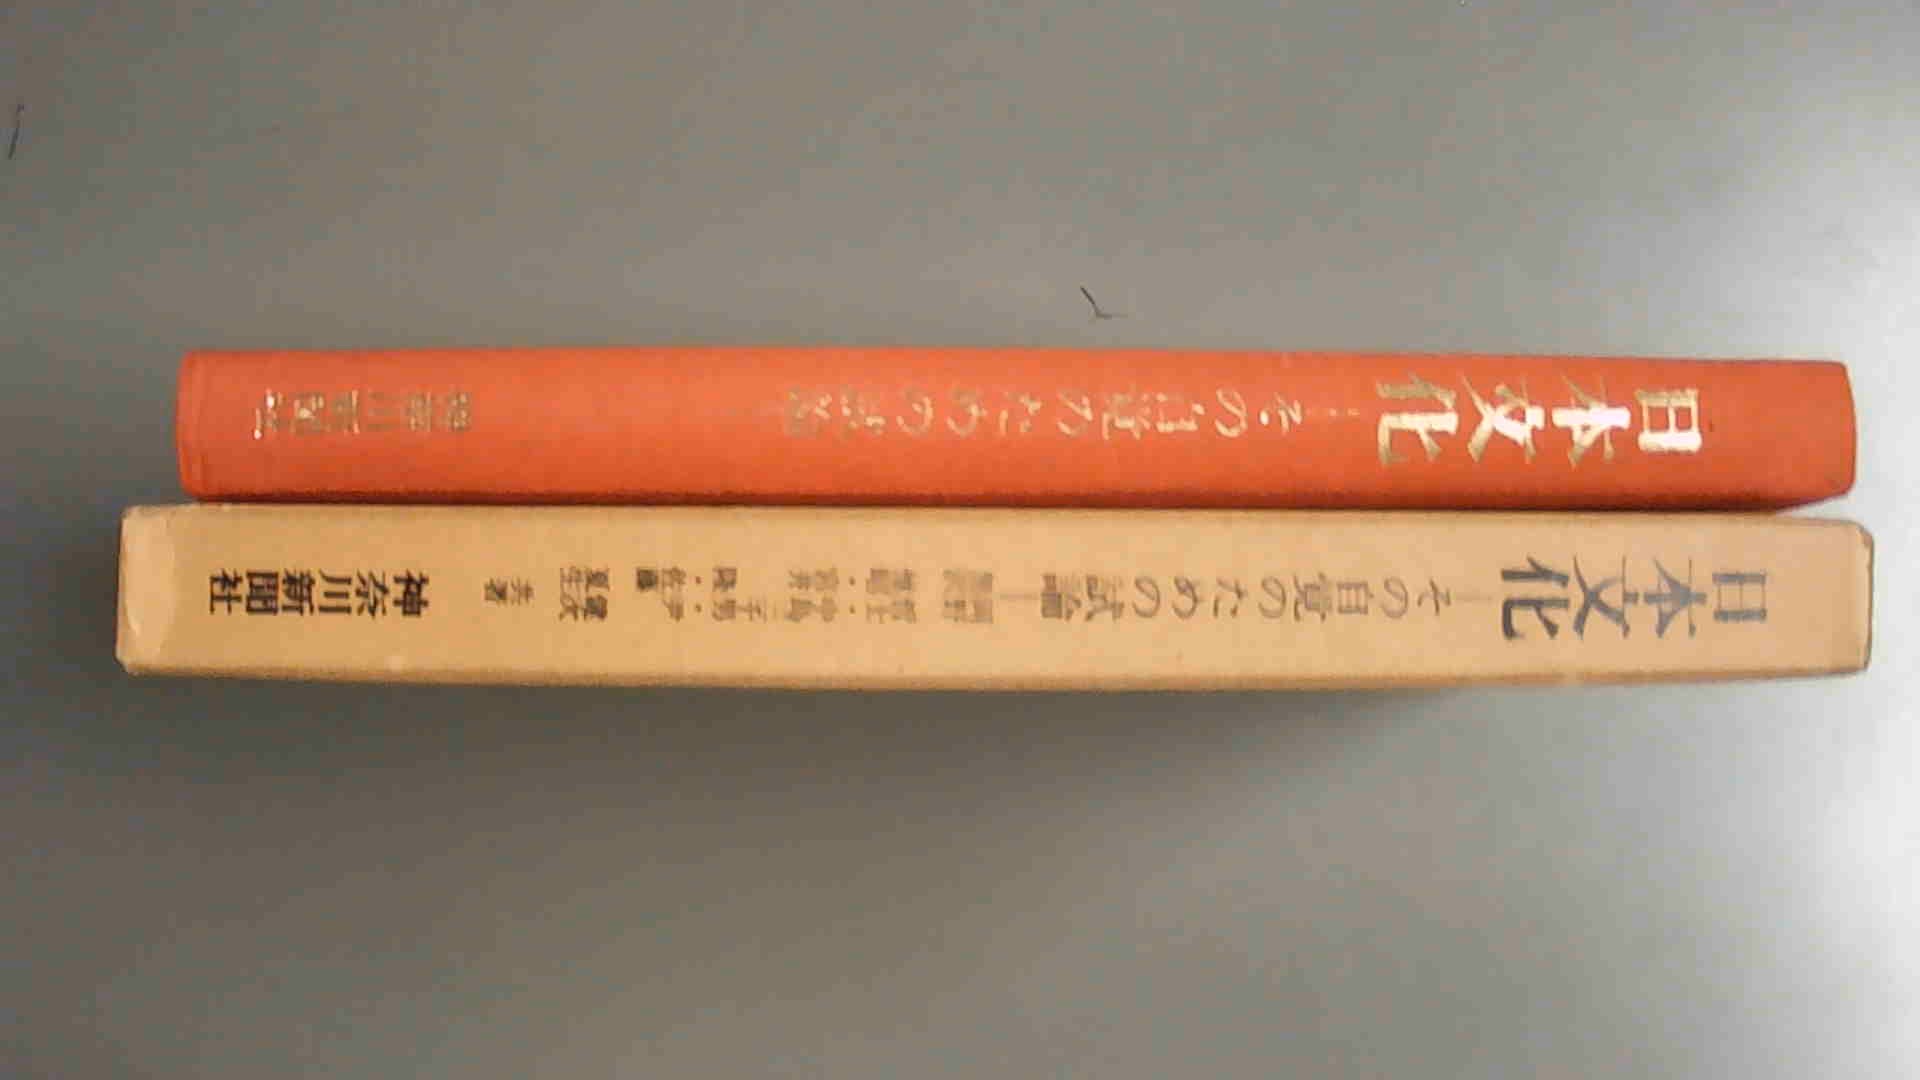 日本文化
―その自覚のための試論―
神奈川新聞社
日本文化
―その自覚のための試論―
共著
神奈川新聞社